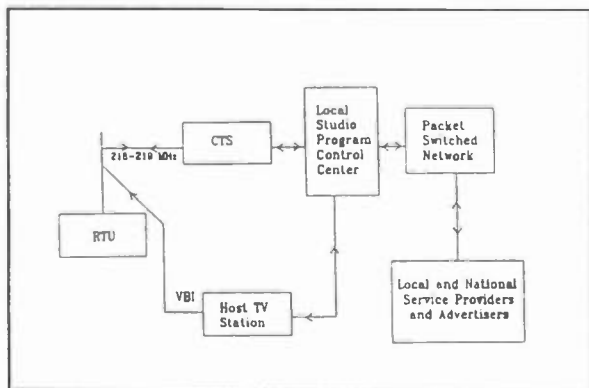 Local
Studio
Program
Control
Center
CTS
Packet
Switched
Network
218-219 MHz
RTU
VBI
Host TV
Station
Local and National
Service Providers
and Advertisers